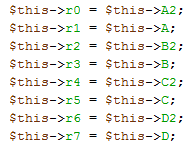 $this->r0 = $this->A2;
$this->r1 = $this->A;
$this->r2 = $this->B2;
$this->r3 = $this->B;
$this->r4 = $this->C2;
$this->r5 = $this->C;
$this->r6 = $this->D2;
$this->r7 = $this->D;